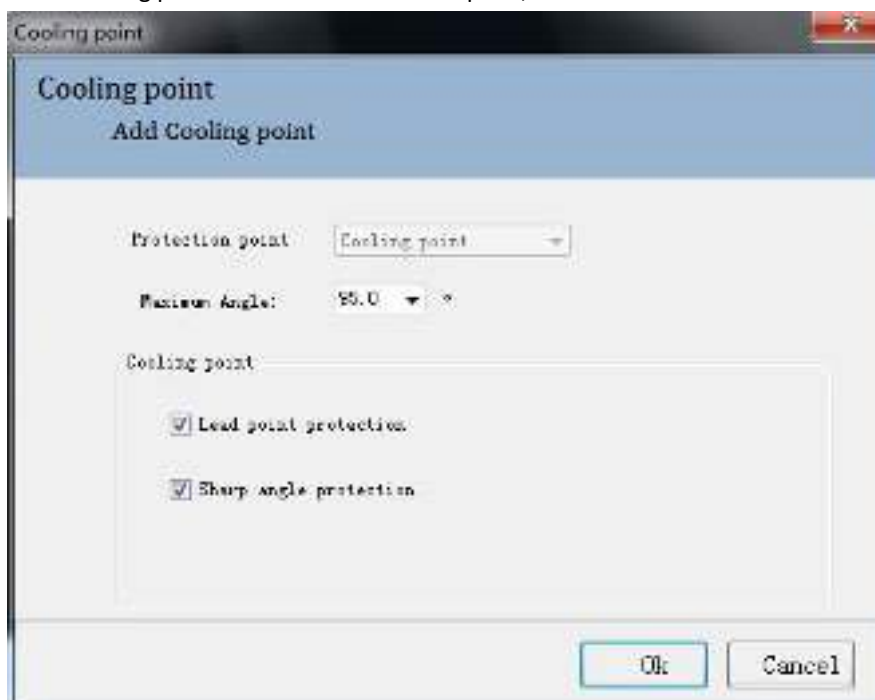 Cooling point
Cooling point
Add Cooling point
Protection point Cooling point
Maximum Angle: 95.0 °
Cooling point
Lead point protection
Sharp angle protection
Ok Cancel